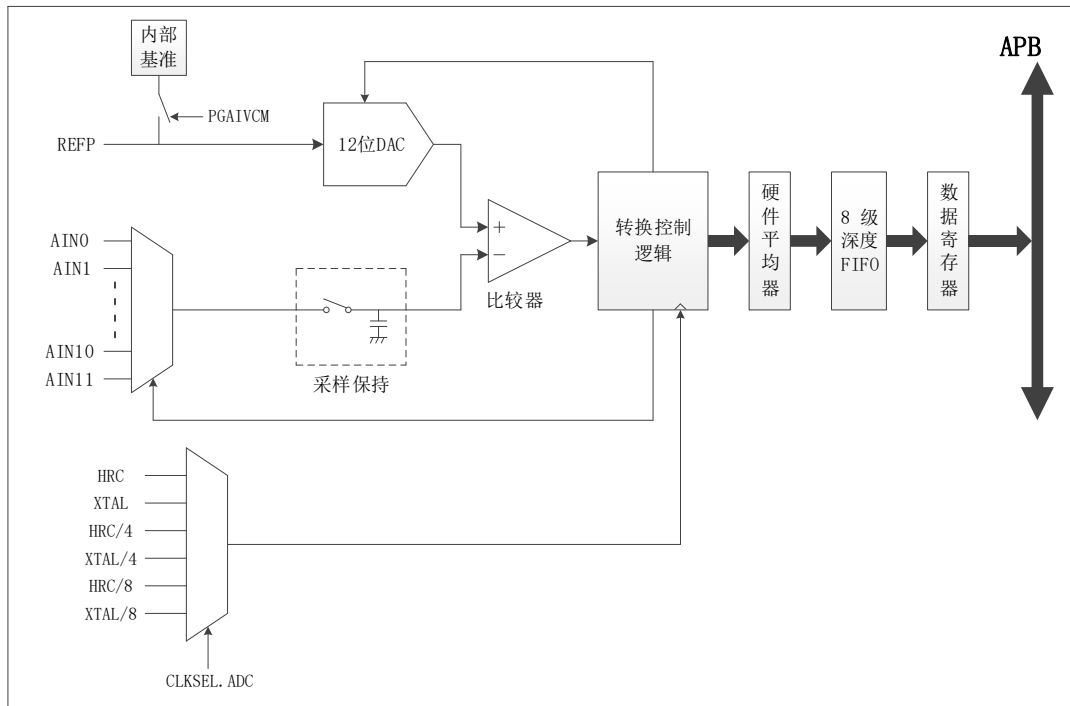 内部
基准
APB
PGAIVCM
REFP
12位DAC
AIN0
AIN1
AIN10
AIN11
采样保持
+
−
比较器
转换控制
逻辑
硬
件
平
均
器
8 级
深度
FIFO
数
据
寄
存
器
HRC
XTAL
HRC/4
XTAL/4
HRC/8
XTAL/8
CLKSEL.ADC